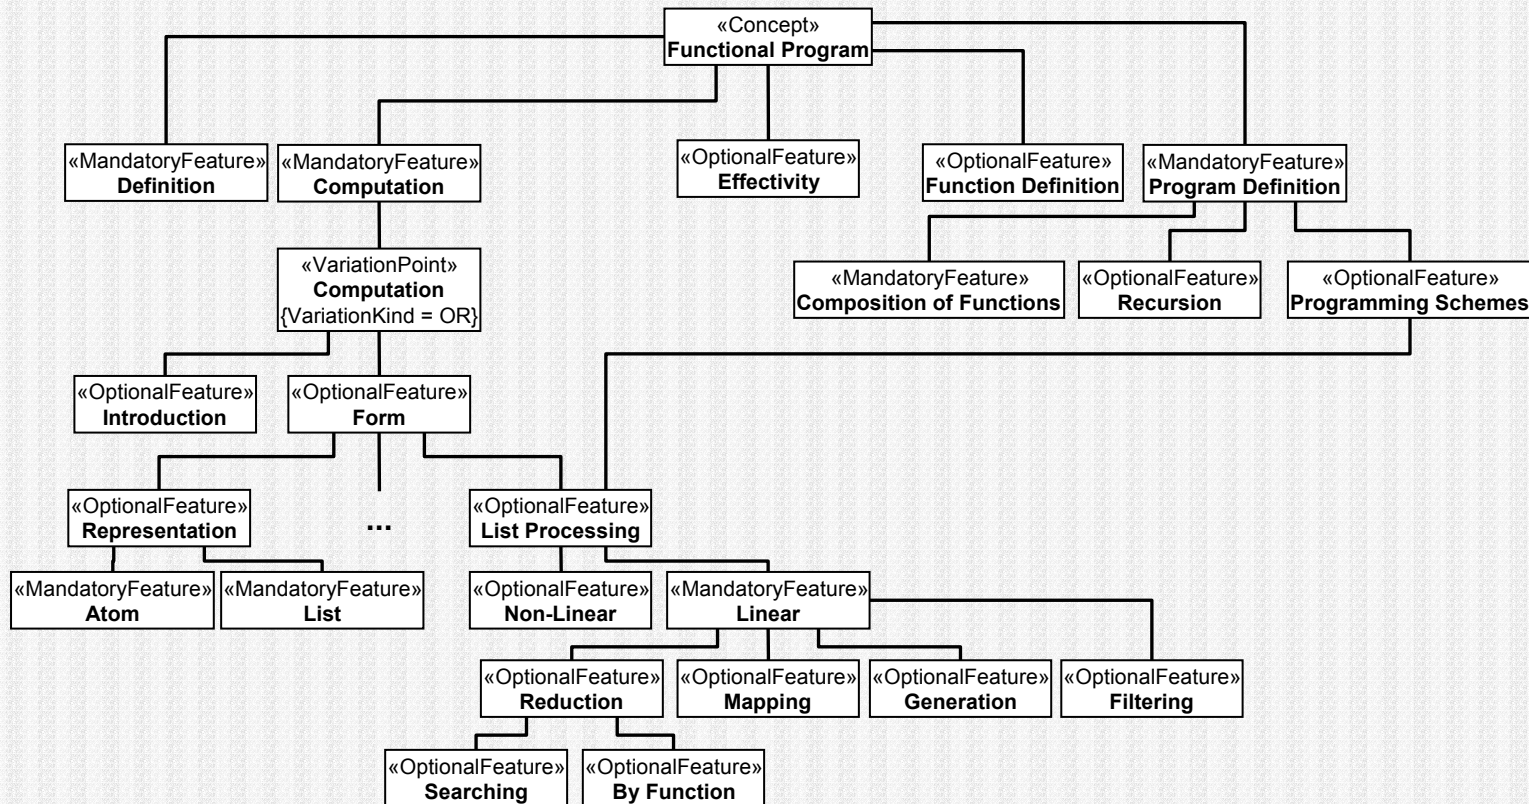 «Concept»
Functional Program
«MandatoryFeature»
Definition
«MandatoryFeature»
Computation
«OptionalFeature»
Effectivity
«OptionalFeature»
Function Definition
«MandatoryFeature»
Program Definition
«VariationPoint»
Computation
{VariationKind = OR}
«MandatoryFeature»
Composition of Functions
«OptionalFeature»
Recursion
«OptionalFeature»
Programming Schemes
«OptionalFeature»
Introduction
«OptionalFeature»
Form
«OptionalFeature»
Representation
...
«OptionalFeature»
List Processing
«MandatoryFeature»
Atom
«MandatoryFeature»
List
«OptionalFeature»
Non-Linear
«MandatoryFeature»
Linear
«OptionalFeature»
Reduction
«OptionalFeature»
Mapping
«OptionalFeature»
Generation
«OptionalFeature»
Filtering
«OptionalFeature»
Searching
«OptionalFeature»
By Function